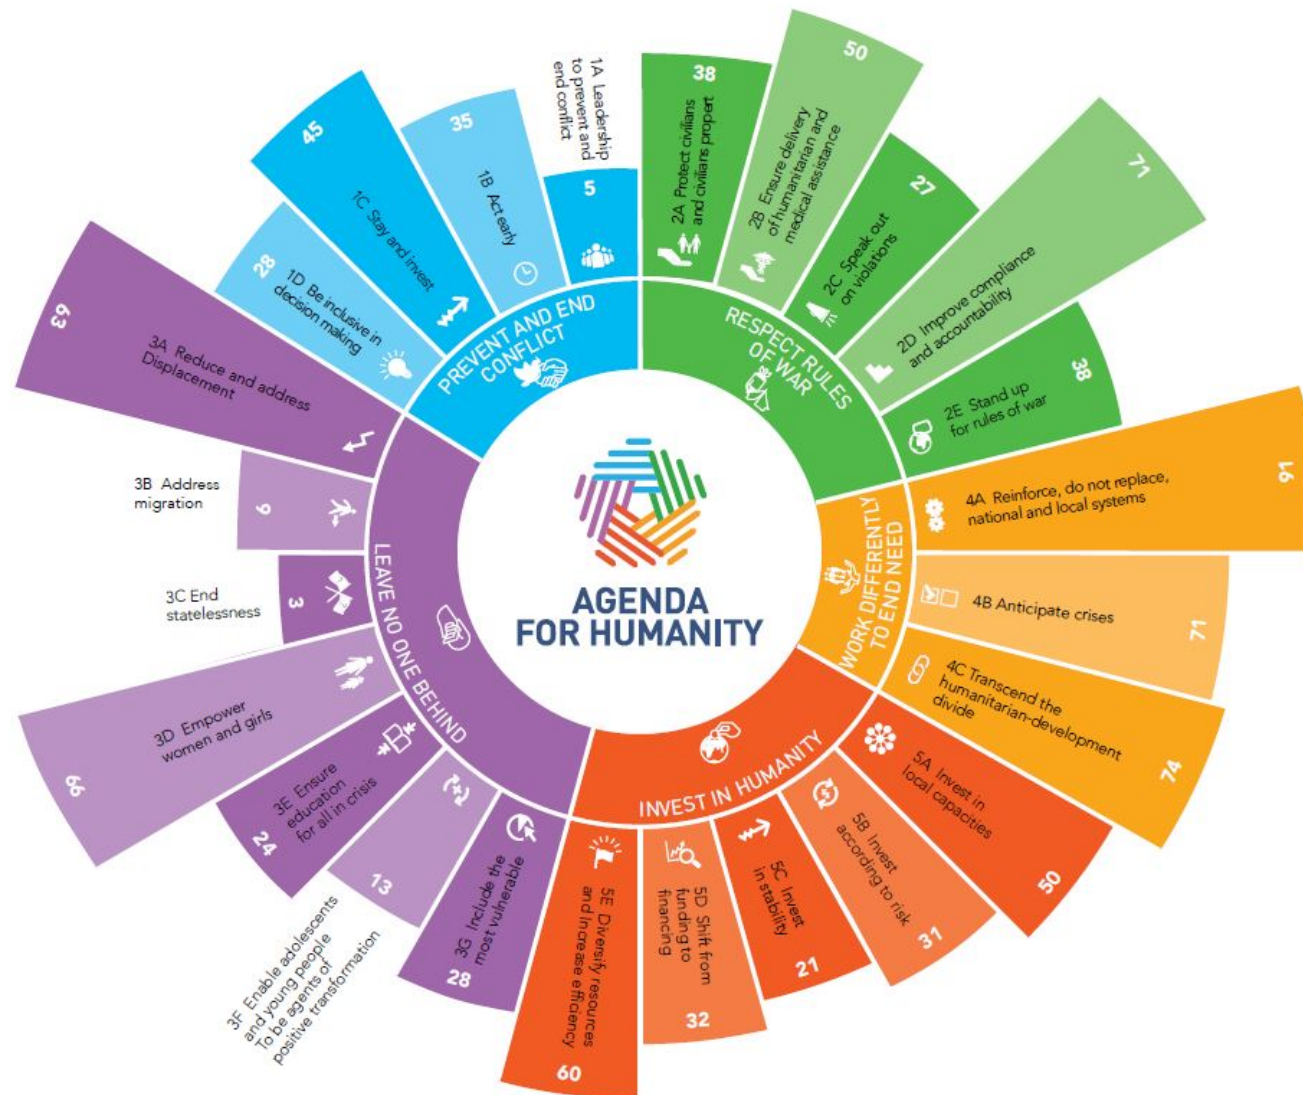 AGENDA
FOR HUMANITY
PREVENT AND END
CONFLICT
1A Leadership
to prevent and
end conflict
5
1B Act early
35
1C Stay and invest
45
1D Be inclusive in
decision making
28
RESPECT RULES
OF WAR
2A Protect civilians
and civilians propert
38
2B Ensure delivery
of humanitarian and
medical assistance
50
2C Speak out
on violations
27
2D Improve compliance
and accountability
71
2E Stand up
for rules of war
38
LEAVE NO ONE BEHIND
3A Reduce and address
Displacement
63
3B Address
migration
9
3C End
statelessness
3
3D Empower
women and girls
66
3E Ensure
education
for all in crisis
24
3F Enable adolescents
and young people
To be agents of
positive transformation
13
3G Include the
most vulnerable
28
WORK DIFFERENTLY
TO END NEED
4A Reinforce, do not replace,
national and local systems
91
4B Anticipate crises
71
4C Transcend the
humanitarian-development
divide
74
INVEST IN HUMANITY
5A Invest in
local capacities
50
5B Invest
according to risk
31
5C Invest
in stability
21
5D Shift from
funding to
financing
32
5E Diversify resources
and Increase efficiency
60